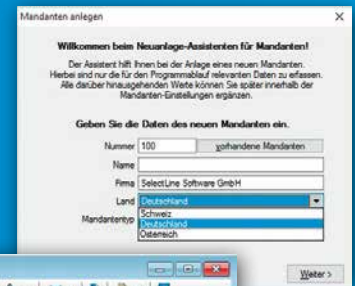 Mandanten anlegen
Willkommen beim Neuanlage-Assistenten für Mandanten!
Der Assistent hilft Ihnen bei der Anlage eines neuen Mandanten.
Hierbei sind nur die für den Programmablauf relevanten Daten zu erfassen.
Alle darüber hinausgehenden Werte können Sie später innerhalb der
Mandanten-Einstellungen ergänzen.
Geben Sie die Daten des neuen Mandanten ein.
Nummer 100 vorhandene Mandanten
Name
Firma SelectLine Software GmbH
Land Deutschland
Schweiz
Mandantentyp Deutschland
Österreich
Weiter >